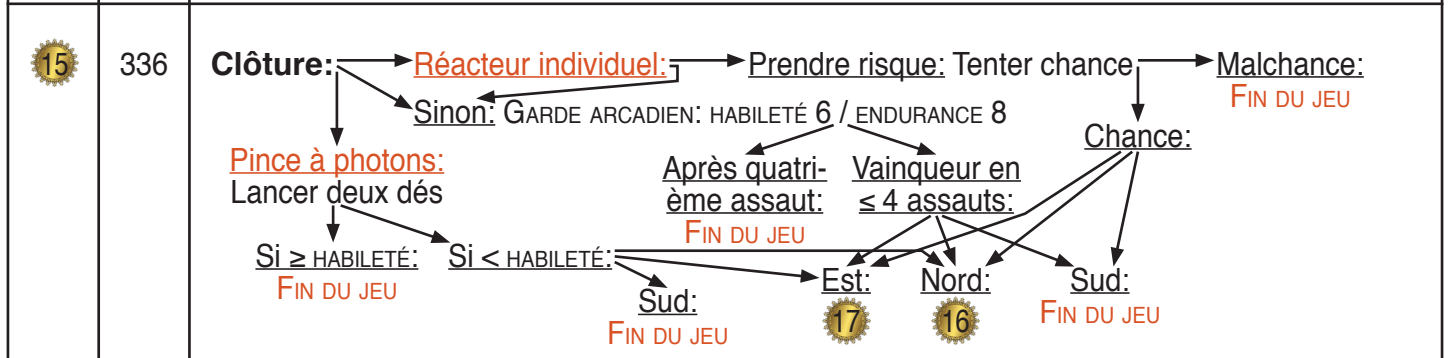 15 336 Clôture: Réacteur individuel: Prendre risque: Tenter chance Malchance:
FIN DU JEU
Sinon: GARDE ARCADIEN: HABILETÉ 6 / ENDURANCE 8
Chance:
Pince à photons:
Lancer deux dés
Après quatri-
ème assaut:
FIN DU JEU
Vainqueur en
≤ 4 assauts:
Si ≥ HABILETÉ:
FIN DU JEU
Si < HABILETÉ:
Sud:
FIN DU JEU
Est:
17
Nord:
16
Sud:
FIN DU JEU